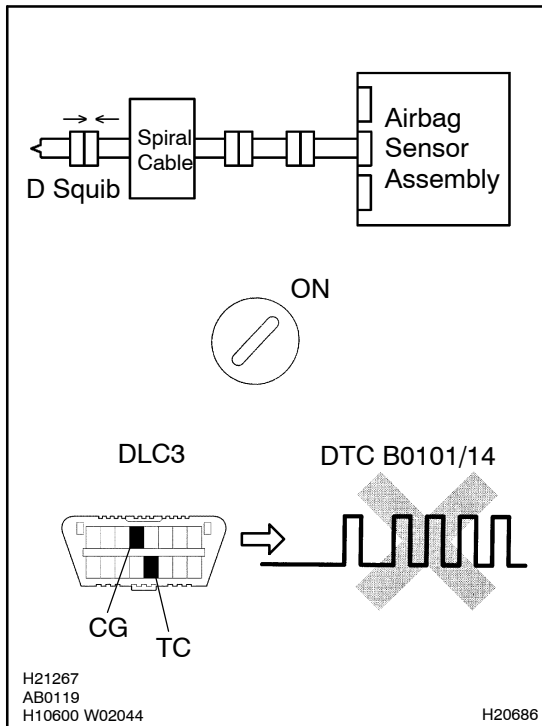 Airbag
Sensor
Assembly
Spiral
Cable
D Squib
ON
DLC3
DTC B0101/14
CG
TC
H21267
AB0119
H10600 W02044
H20686